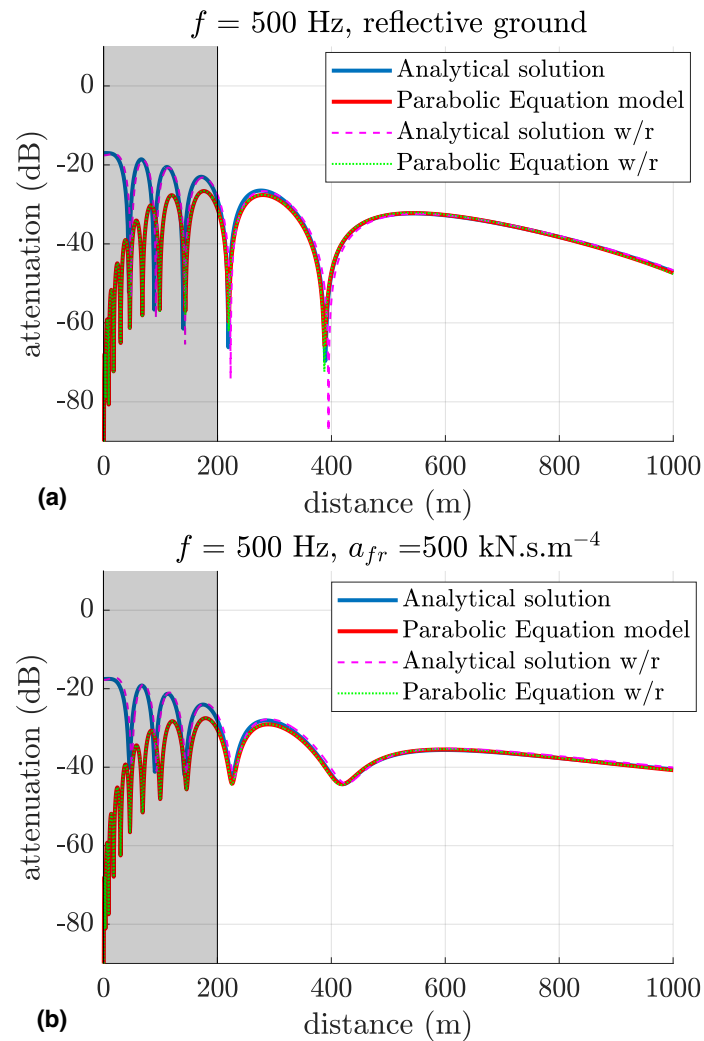 f = 500 Hz, reflective ground
Analytical solution
Parabolic Equation model
Analytical solution w/r
Parabolic Equation w/r
attenuation (dB)
0
-20
-40
-60
-80
0 200 400 600 800 1000
distance (m)
(a)
f = 500 Hz, a_{fr} =500 kN.s.m⁻⁴
Analytical solution
Parabolic Equation model
Analytical solution w/r
Parabolic Equation w/r
attenuation (dB)
0
-20
-40
-60
-80
0 200 400 600 800 1000
distance (m)
(b)